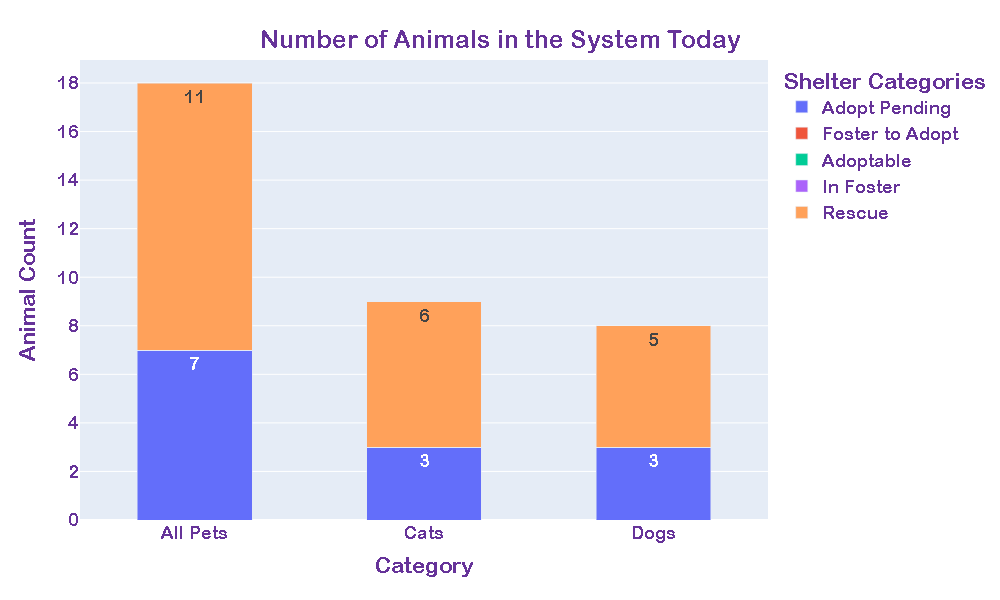 Number of Animals in the System Today
Shelter Categories
Adopt Pending
Foster to Adopt
Adoptable
In Foster
Rescue
Animal Count
18
16
14
12
10
8
6
4
2
0
11
7
6
3
5
3
All Pets
Cats
Dogs
Category